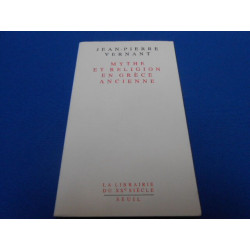 JEAN-PIERRE
VERNANT
MYTHE
ET RELIGION
EN GRÈCE
ANCIENNE
LA LIBRAIRIE
DU XXe SIÈCLE
SEUIL